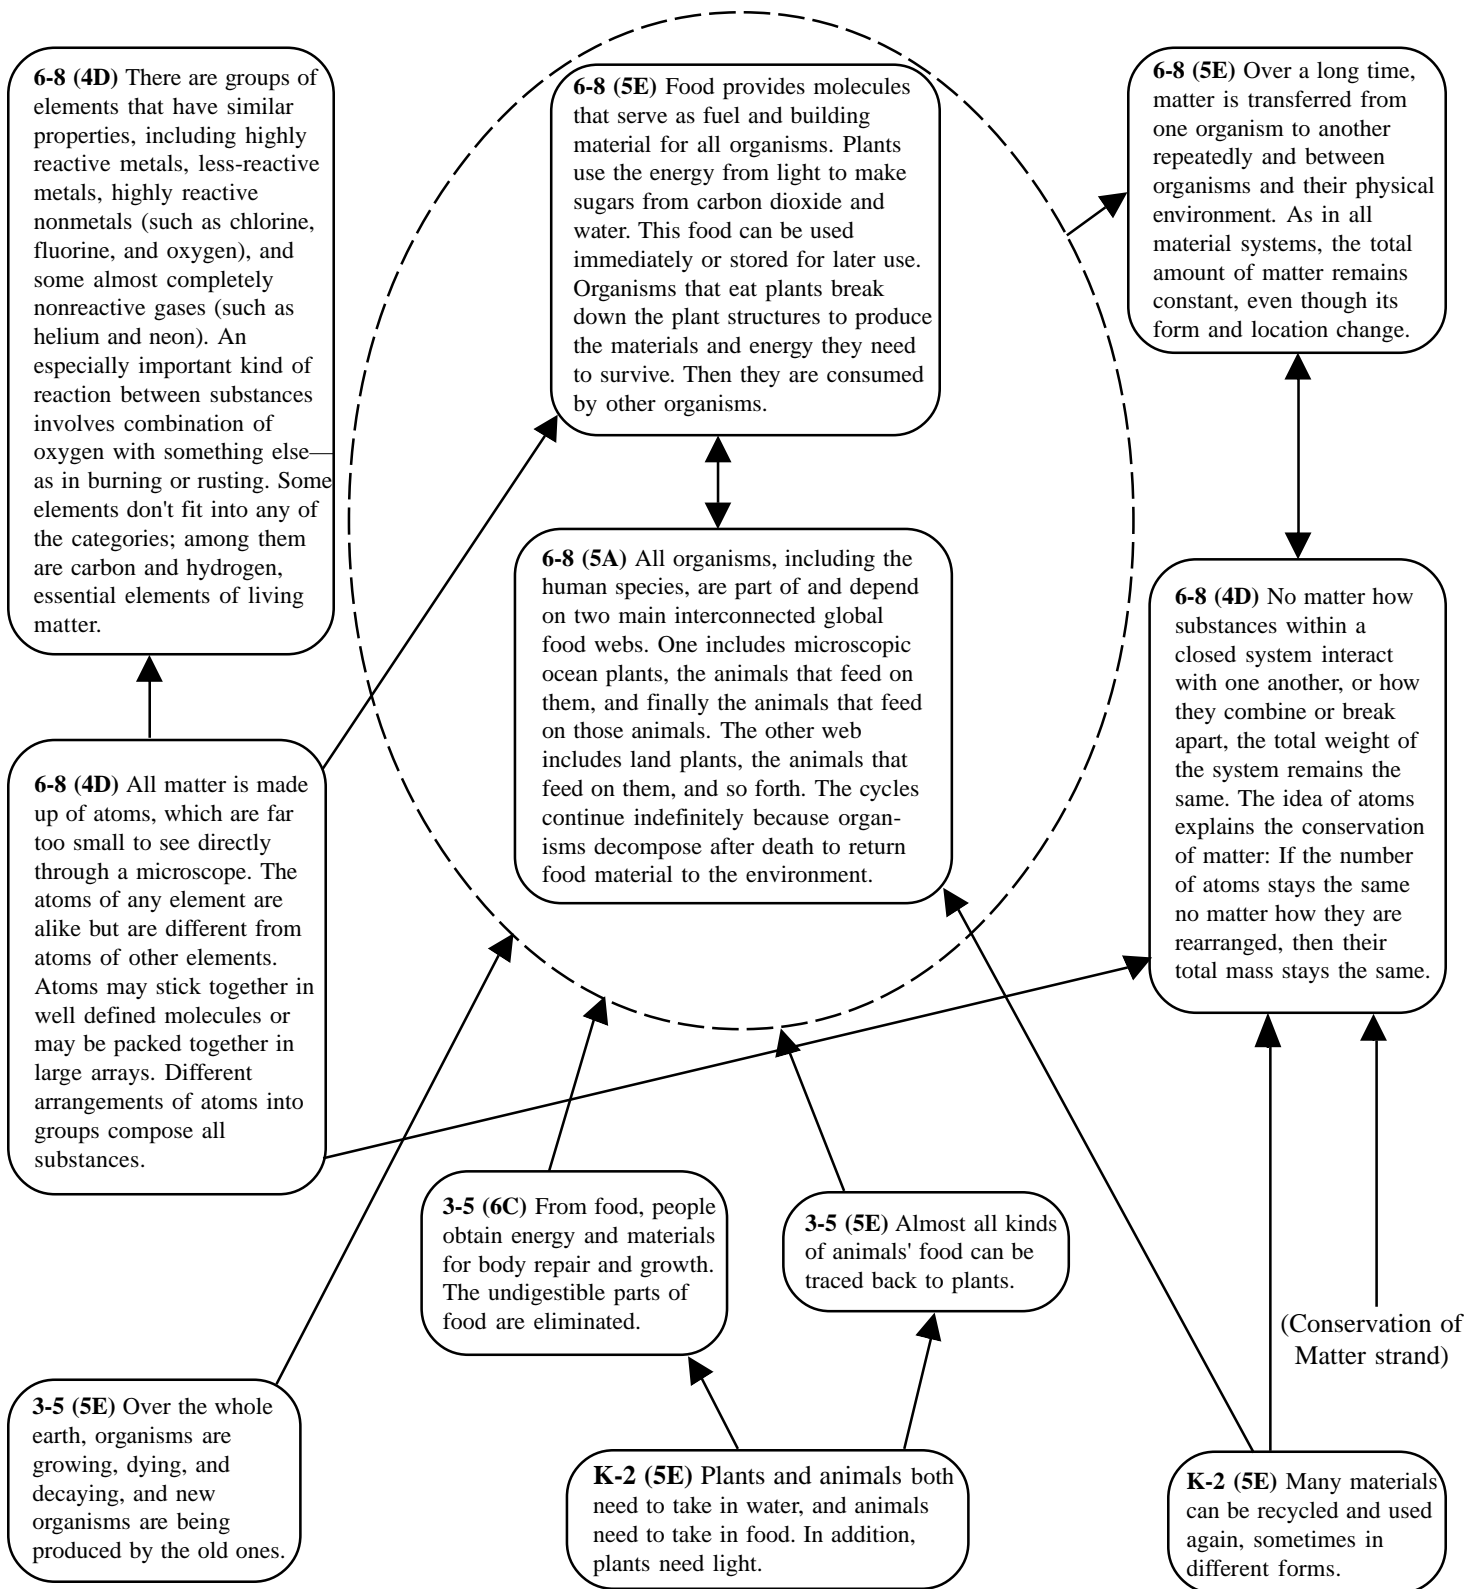 6-8 (4D) There are groups of
elements that have similar
properties, including highly
reactive metals, less-reactive
metals, highly reactive
nonmetals (such as chlorine,
fluorine, and oxygen), and
some almost completely
nonreactive gases (such as
helium and neon). An
especially important kind of
reaction between substances
involves combination of
oxygen with something else—
as in burning or rusting. Some
elements don't fit into any of
the categories; among them
are carbon and hydrogen,
essential elements of living
matter.
6-8 (5E) Food provides molecules
that serve as fuel and building
material for all organisms. Plants
use the energy from light to make
sugars from carbon dioxide and
water. This food can be used
immediately or stored for later use.
Organisms that eat plants break
down the plant structures to produce
the materials and energy they need
to survive. Then they are consumed
by other organisms.
6-8 (5E) Over a long time,
matter is transferred from
one organism to another
repeatedly and between
organisms and their physical
environment. As in all
material systems, the total
amount of matter remains
constant, even though its
form and location change.
6-8 (5A) All organisms, including the
human species, are part of and depend
on two main interconnected global
food webs. One includes microscopic
ocean plants, the animals that feed on
them, and finally the animals that feed
on those animals. The other web
includes land plants, the animals that
feed on them, and so forth. The cycles
continue indefinitely because organ-
isms decompose after death to return
food material to the environment.
6-8 (4D) No matter how
substances within a
closed system interact
with one another, or how
they combine or break
apart, the total weight of
the system remains the
same. The idea of atoms
explains the conservation
of matter: If the number
of atoms stays the same
no matter how they are
rearranged, then their
total mass stays the same.
6-8 (4D) All matter is made
up of atoms, which are far
too small to see directly
through a microscope. The
atoms of any element are
alike but are different from
atoms of other elements.
Atoms may stick together in
well defined molecules or
may be packed together in
large arrays. Different
arrangements of atoms into
groups compose all
substances.
3-5 (6C) From food, people
obtain energy and materials
for body repair and growth.
The undigestible parts of
food are eliminated.
3-5 (5E) Almost all kinds
of animals' food can be
traced back to plants.
(Conservation of
Matter strand)
3-5 (5E) Over the whole
earth, organisms are
growing, dying, and
decaying, and new
organisms are being
produced by the old ones.
K-2 (5E) Plants and animals both
need to take in water, and animals
need to take in food. In addition,
plants need light.
K-2 (5E) Many materials
can be recycled and used
again, sometimes in
different forms.